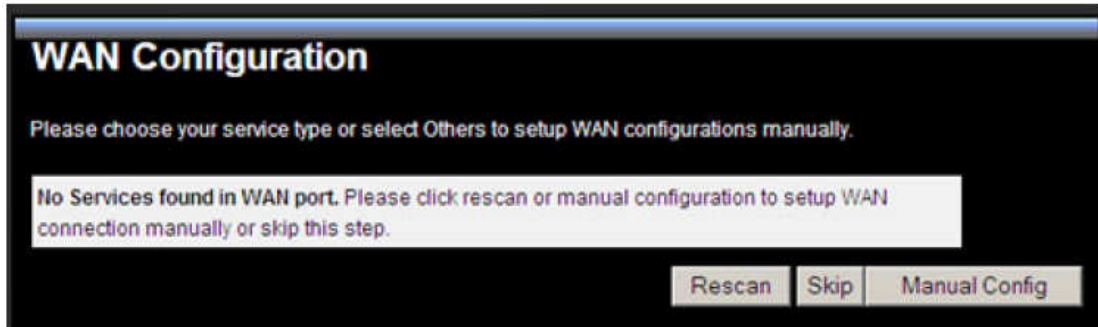 WAN Configuration
Please choose your service type or select Others to setup WAN configurations manually.
No Services found in WAN port. Please click rescan or manual configuration to setup WAN
connection manually or skip this step.
Rescan Skip Manual Config